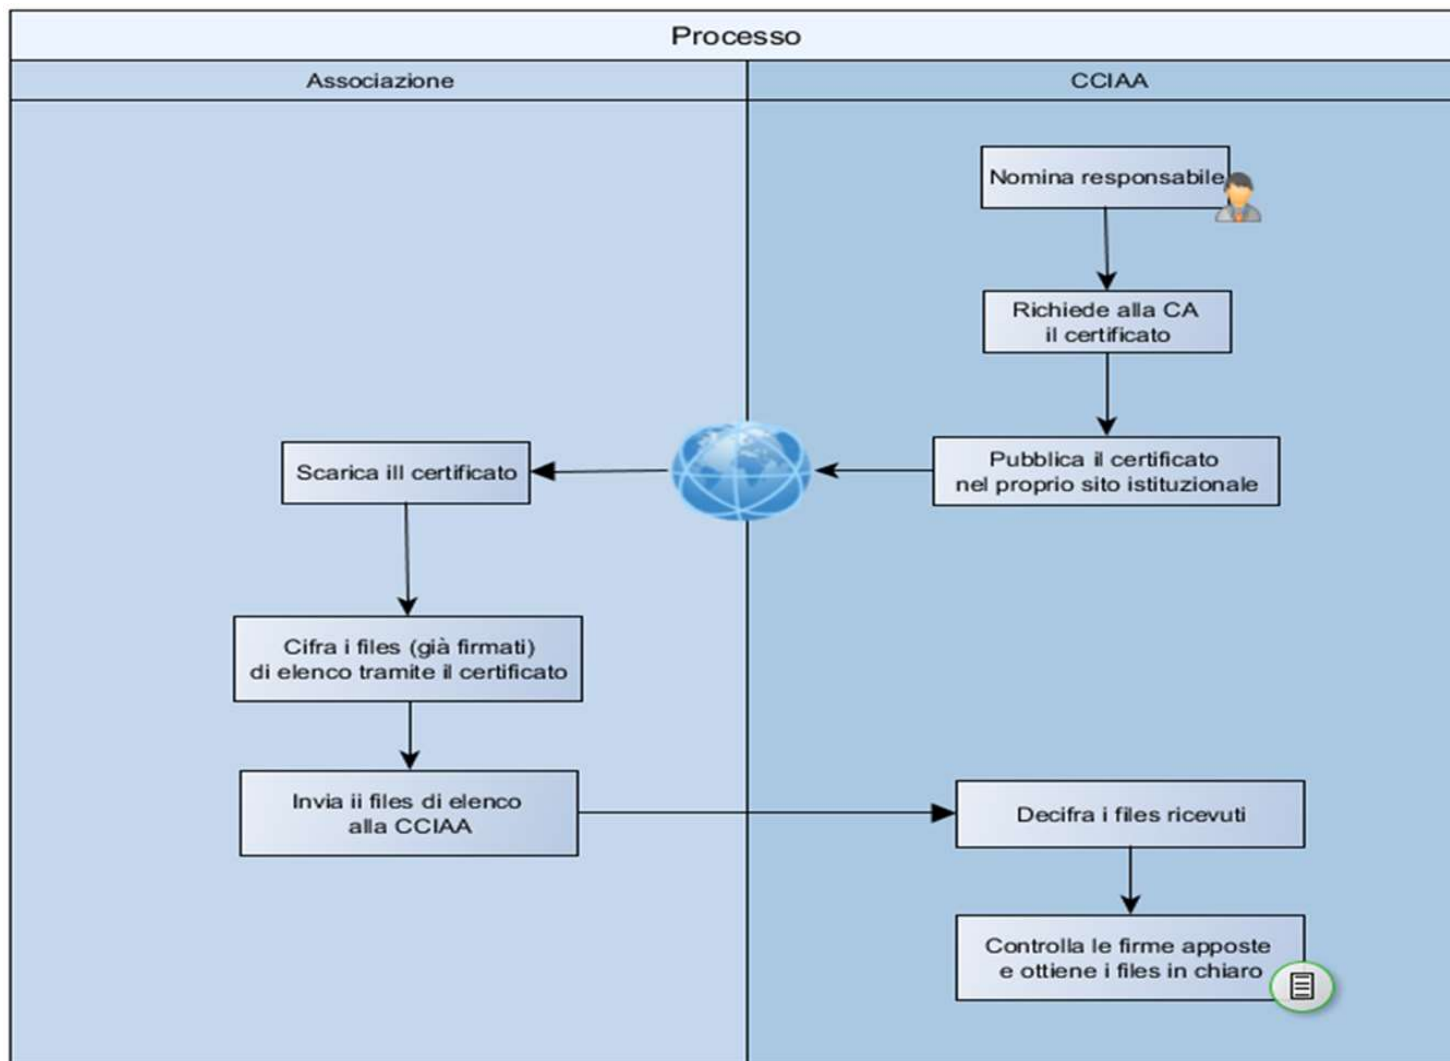 Processo
Associazione
CCIAA
Nomina responsabile
Richiede alla CA
il certificato
Pubblica il certificato
nel proprio sito istituzionale
Scarica ill certificato
Cifra i files (già firmati)
di elenco tramite il certificato
Invia ii files di elenco
alla CCIAA
Decifra i files ricevuti
Controlla le firme apposte
e ottiene i files in chiaro